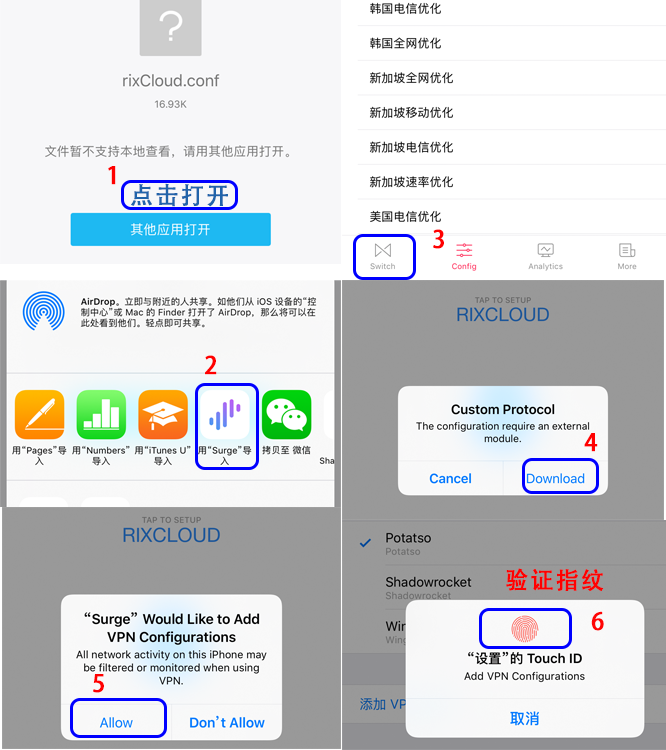 ?
rixCloud.conf
16.93K
文件暂不支持本地查看，请用其他应用打开。
1
点击打开
其他应用打开
韩国电信优化
韩国全网优化
新加坡全网优化
新加坡移动优化
新加坡电信优化
新加坡速率优化
美国电信优化
3
Switch
Config
Analytics
More
AirDrop。立即与附近的人共享。如他们从 iOS 设备的“控
制中心”或 Mac 的 Finder 打开了 AirDrop，那么将可以在
此处看到他们。轻点即可共享。
2
用“Pages”导
入
用“Numbers”
导入
用“iTunes U”
导入
用“Surge”导
入
拷贝至 微信
Sha
TAP TO SETUP
RIXCLOUD
Custom Protocol
The configuration require an external
module.
4
Cancel
Download
TAP TO SETUP
RIXCLOUD
“Surge” Would Like to Add
VPN Configurations
All network activity on this iPhone may
be filtered or monitored when using
VPN.
5
Allow
Don’t Allow
Potatso
Potatso
Shadowrocket
Shadowrocket
验证指纹
Win
Wing
6
“设置”的 Touch ID
Add VPN Configurations
添加 VP
取消